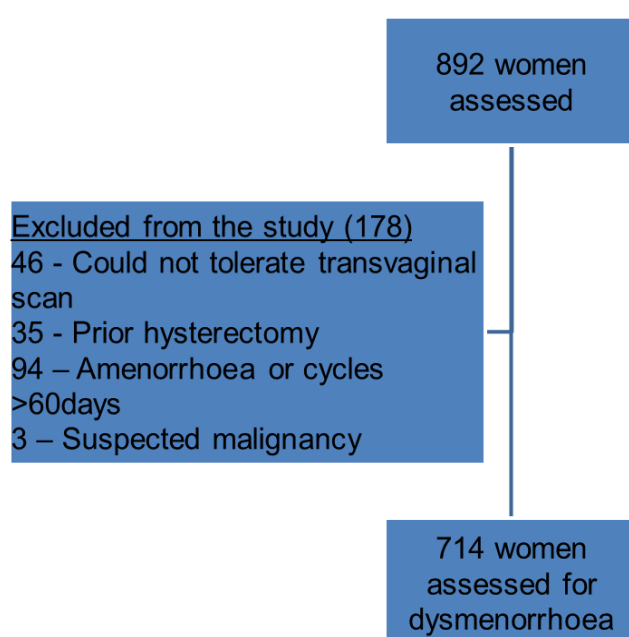 892 women
assessed
Excluded from the study (178)
46 - Could not tolerate transvaginal
scan
35 - Prior hysterectomy
94 – Amenorrhoea or cycles
>60days
3 – Suspected malignancy
714 women
assessed for
dysmenorrhoea